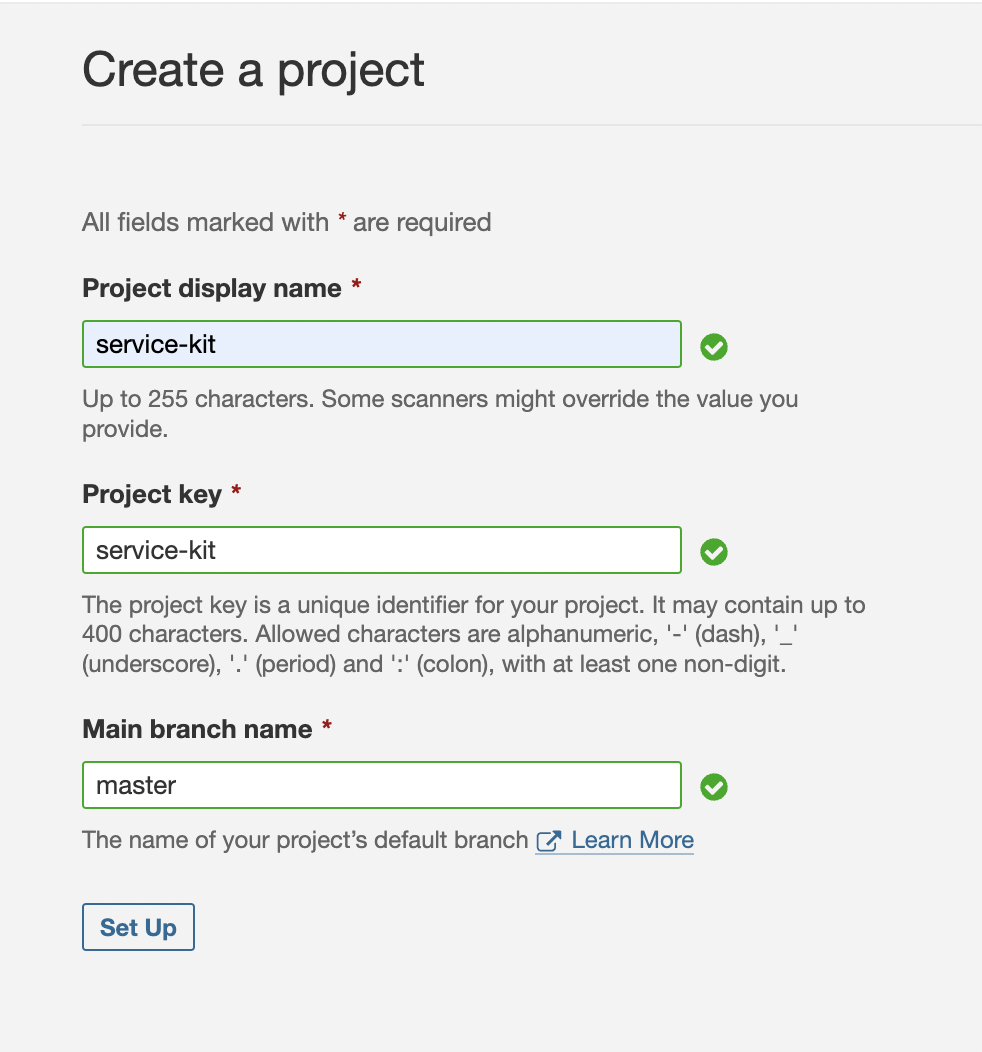 Create a project
All fields marked with * are required
Project display name *
service-kit
Up to 255 characters. Some scanners might override the value you
provide.
Project key *
service-kit
The project key is a unique identifier for your project. It may contain up to
400 characters. Allowed characters are alphanumeric, '-' (dash), '_'
(underscore), '.' (period) and ':' (colon), with at least one non-digit.
Main branch name *
master
The name of your project’s default branch Learn More
Set Up